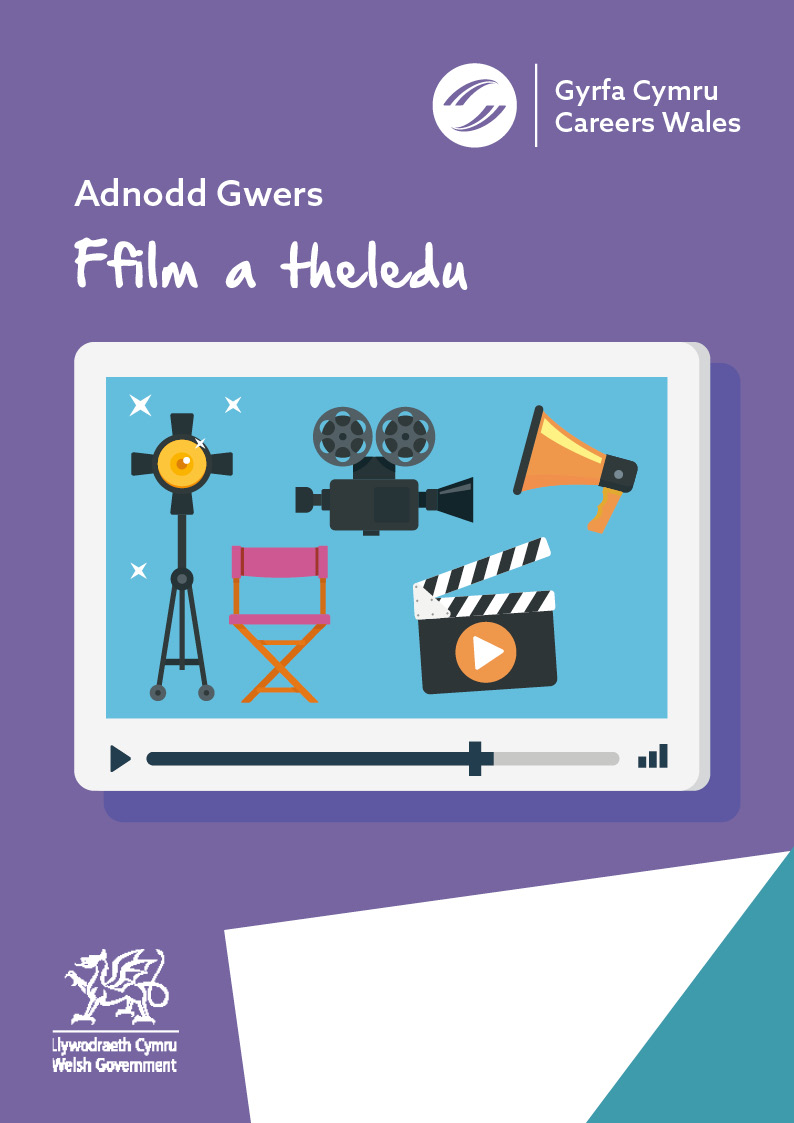 Gyrfa Cymru
Careers Wales
Adnodd Gwers
Ffilm a theledu
Llywodraeth Cymru
Welsh Government